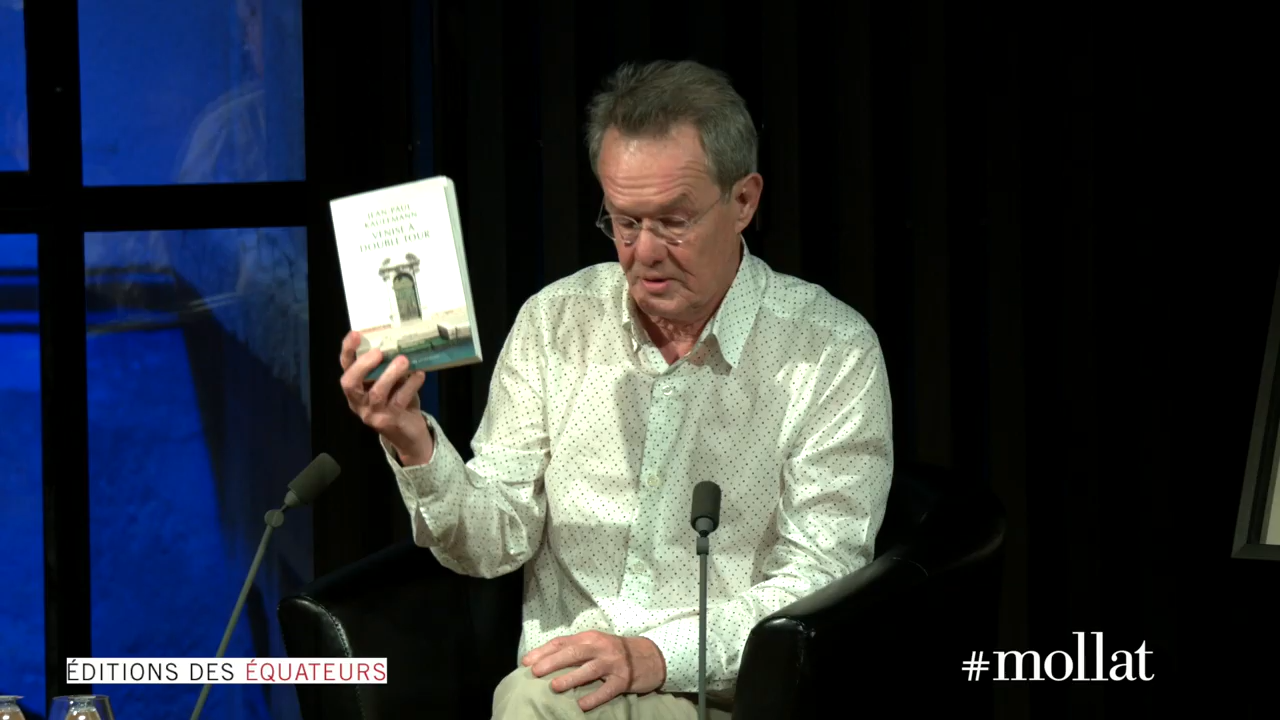 JEAN-PAUL
KAUFFMANN
VENISE À
DOUBLE TOUR
ÉDITIONS DES ÉQUATEURS
#mollat